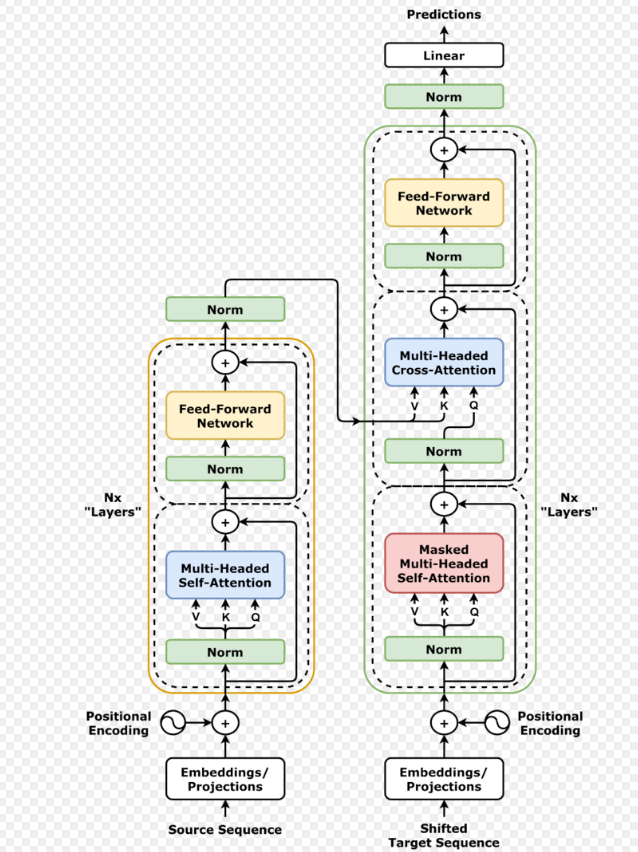 Predictions
Linear
Norm
+
Feed-Forward
Network
Norm
+
Multi-Headed
Cross-Attention
V K Q
Norm
+
Masked
Multi-Headed
Self-Attention
V K Q
Norm
Nx
"Layers"
+
Positional
Encoding
Embeddings/
Projections
Shifted
Target Sequence
Norm
+
Feed-Forward
Network
Norm
+
Multi-Headed
Self-Attention
V K Q
Norm
Nx
"Layers"
Positional
Encoding
+
Embeddings/
Projections
Source Sequence